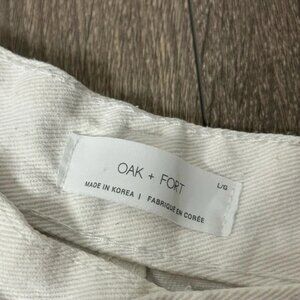 OAK + FORT
L/G
MADE IN KOREA | FABRIQUÉ EN CORÉE